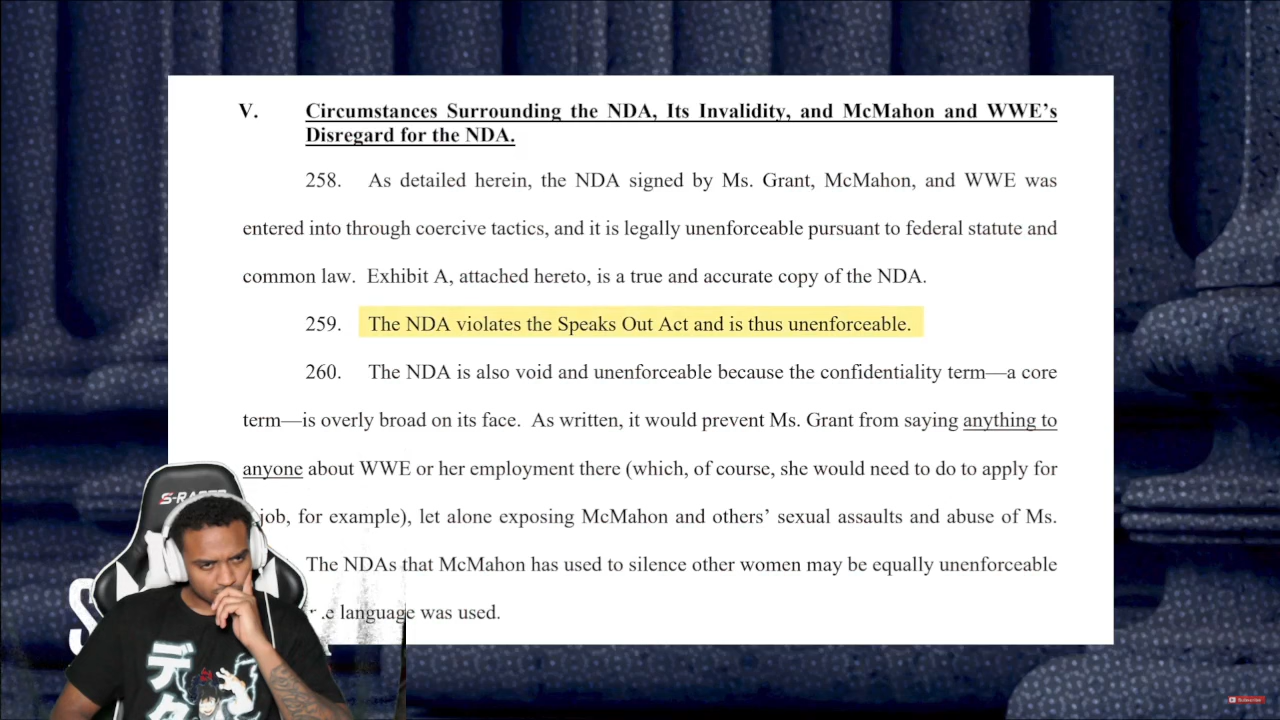 V. Circumstances Surrounding the NDA, Its Invalidity, and McMahon and WWE's
Disregard for the NDA.
258. As detailed herein, the NDA signed by Ms. Grant, McMahon, and WWE was
entered into through coercive tactics, and it is legally unenforceable pursuant to federal statute and
common law. Exhibit A, attached hereto, is a true and accurate copy of the NDA.
259. The NDA violates the Speaks Out Act and is thus unenforceable.
260. The NDA is also void and unenforceable because the confidentiality term—a core
term—is overly broad on its face. As written, it would prevent Ms. Grant from saying anything to
anyone about WWE or her employment there (which, of course, she would need to do to apply for
job, for example), let alone exposing McMahon and others' sexual assaults and abuse of Ms.
The NDAs that McMahon has used to silence other women may be equally unenforceable
language was used.
デ
Subscribe